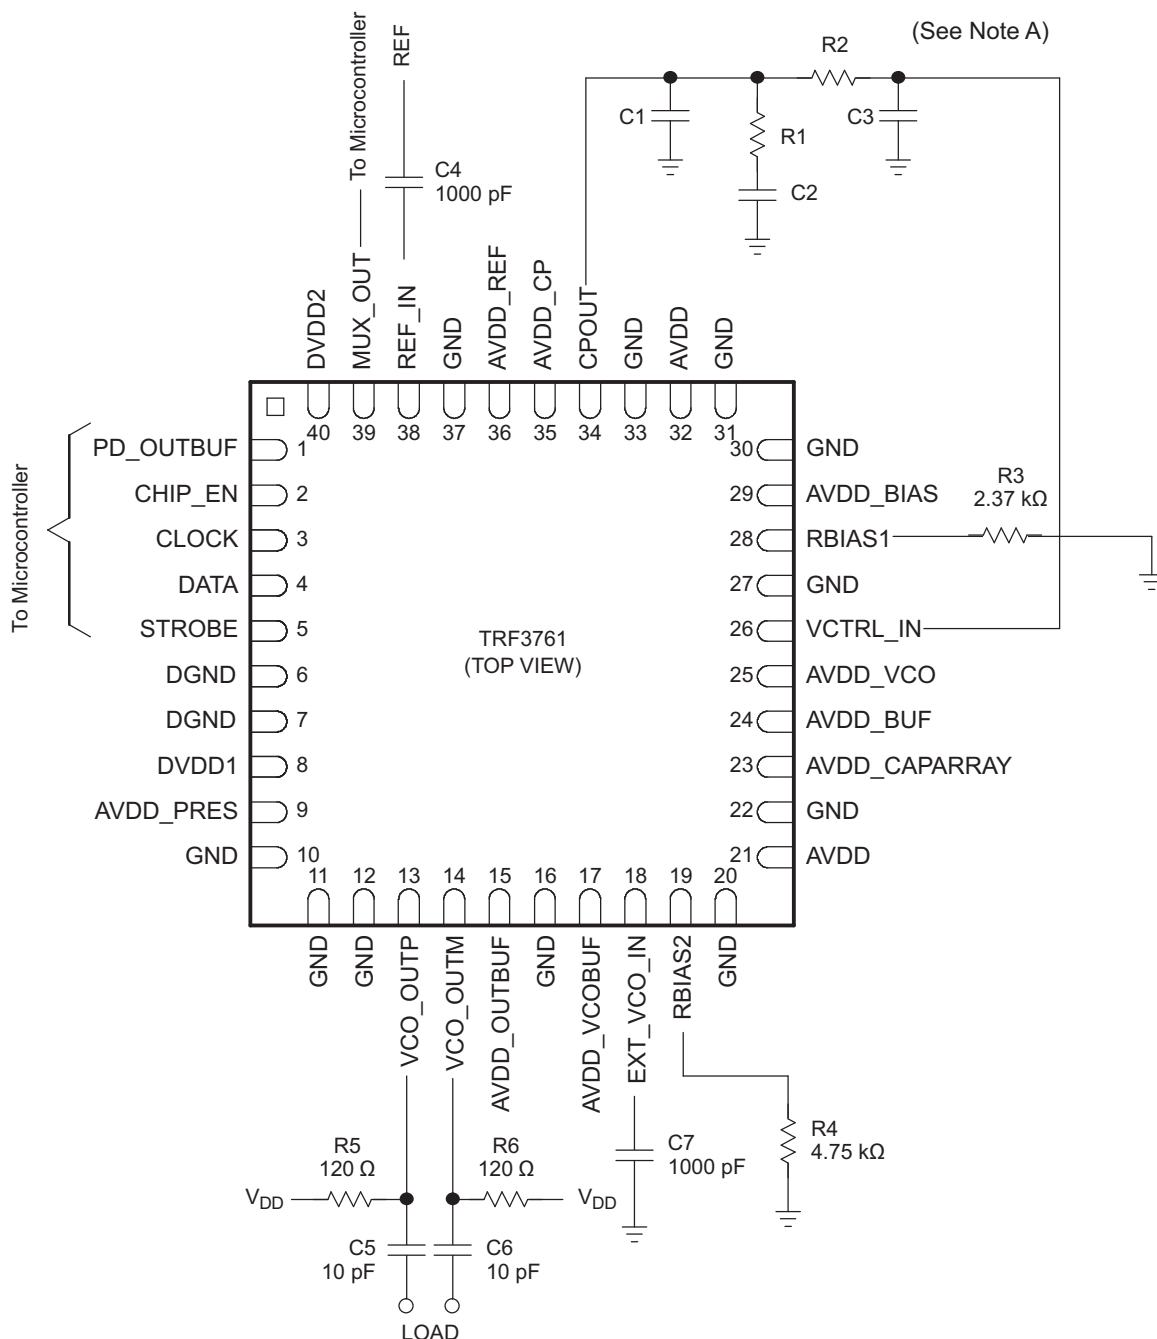 (See Note A)
To Microcontroller
REF
R2
C1
R1
C3
C2
C4
1000 pF
DVDD2
MUX_OUT
REF_IN
GND
AVDD_REF
AVDD_CP
CPOUT
GND
AVDD
GND
40
39
38
37
36
35
34
33
32
31
To Microcontroller
PD_OUTBUF
1
CHIP_EN
2
CLOCK
3
DATA
4
STROBE
5
DGND
6
DGND
7
DVDD1
8
AVDD_PRES
9
GND
10
TRF3761
(TOP VIEW)
30
GND
29
AVDD_BIAS
28
RBIAS1
27
GND
26
VCTRL_IN
25
AVDD_VCO
24
AVDD_BUF
23
AVDD_CAPARRAY
22
GND
21
AVDD
R3
2.37 kΩ
11
12
13
14
15
16
17
18
19
20
GND
GND
VCO_OUTP
VCO_OUTM
AVDD_OUTBUF
GND
AVDD_VCOBUF
EXT_VCO_IN
RBIAS2
GND
R5
120 Ω
R6
120 Ω
C7
1000 pF
R4
4.75 kΩ
VDD
VDD
C5
10 pF
C6
10 pF
LOAD